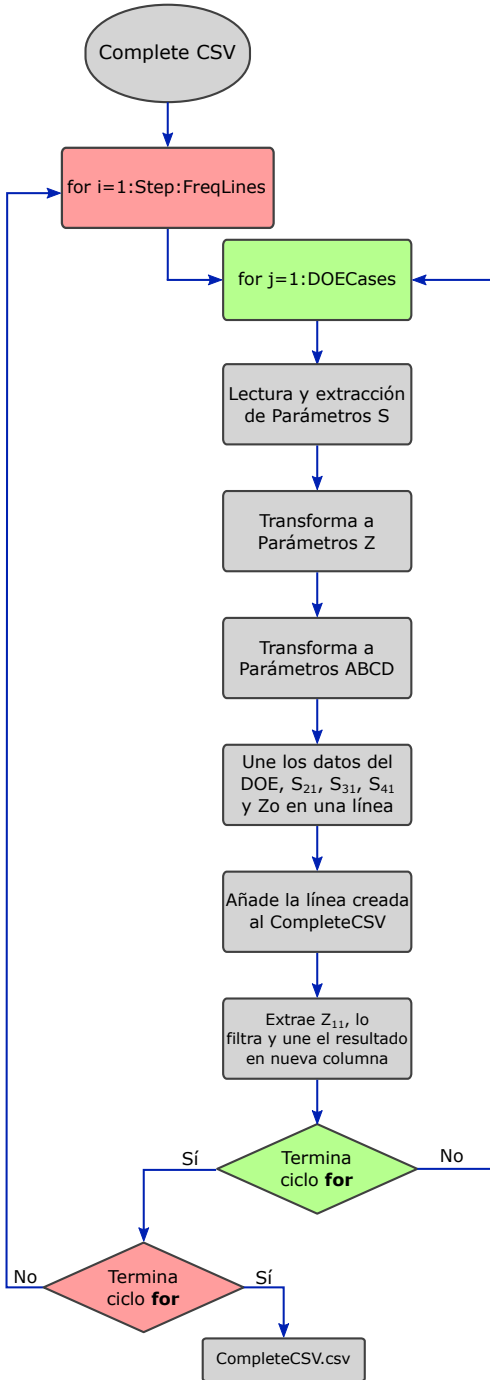 Complete CSV
for i=1:Step:FreqLines
for j=1:DOECases
Lectura y extracción
de Parámetros S
Transforma a
Parámetros Z
Transforma a
Parámetros ABCD
Une los datos del
DOE, S₂₁, S₃₁, S₄₁
y Zo en una línea
Añade la línea creada
al CompleteCSV
Extrae Z₁₁, lo
filtra y une el resultado
en nueva columna
Termina
ciclo for
Sí
No
Termina
ciclo for
No
Sí
CompleteCSV.csv